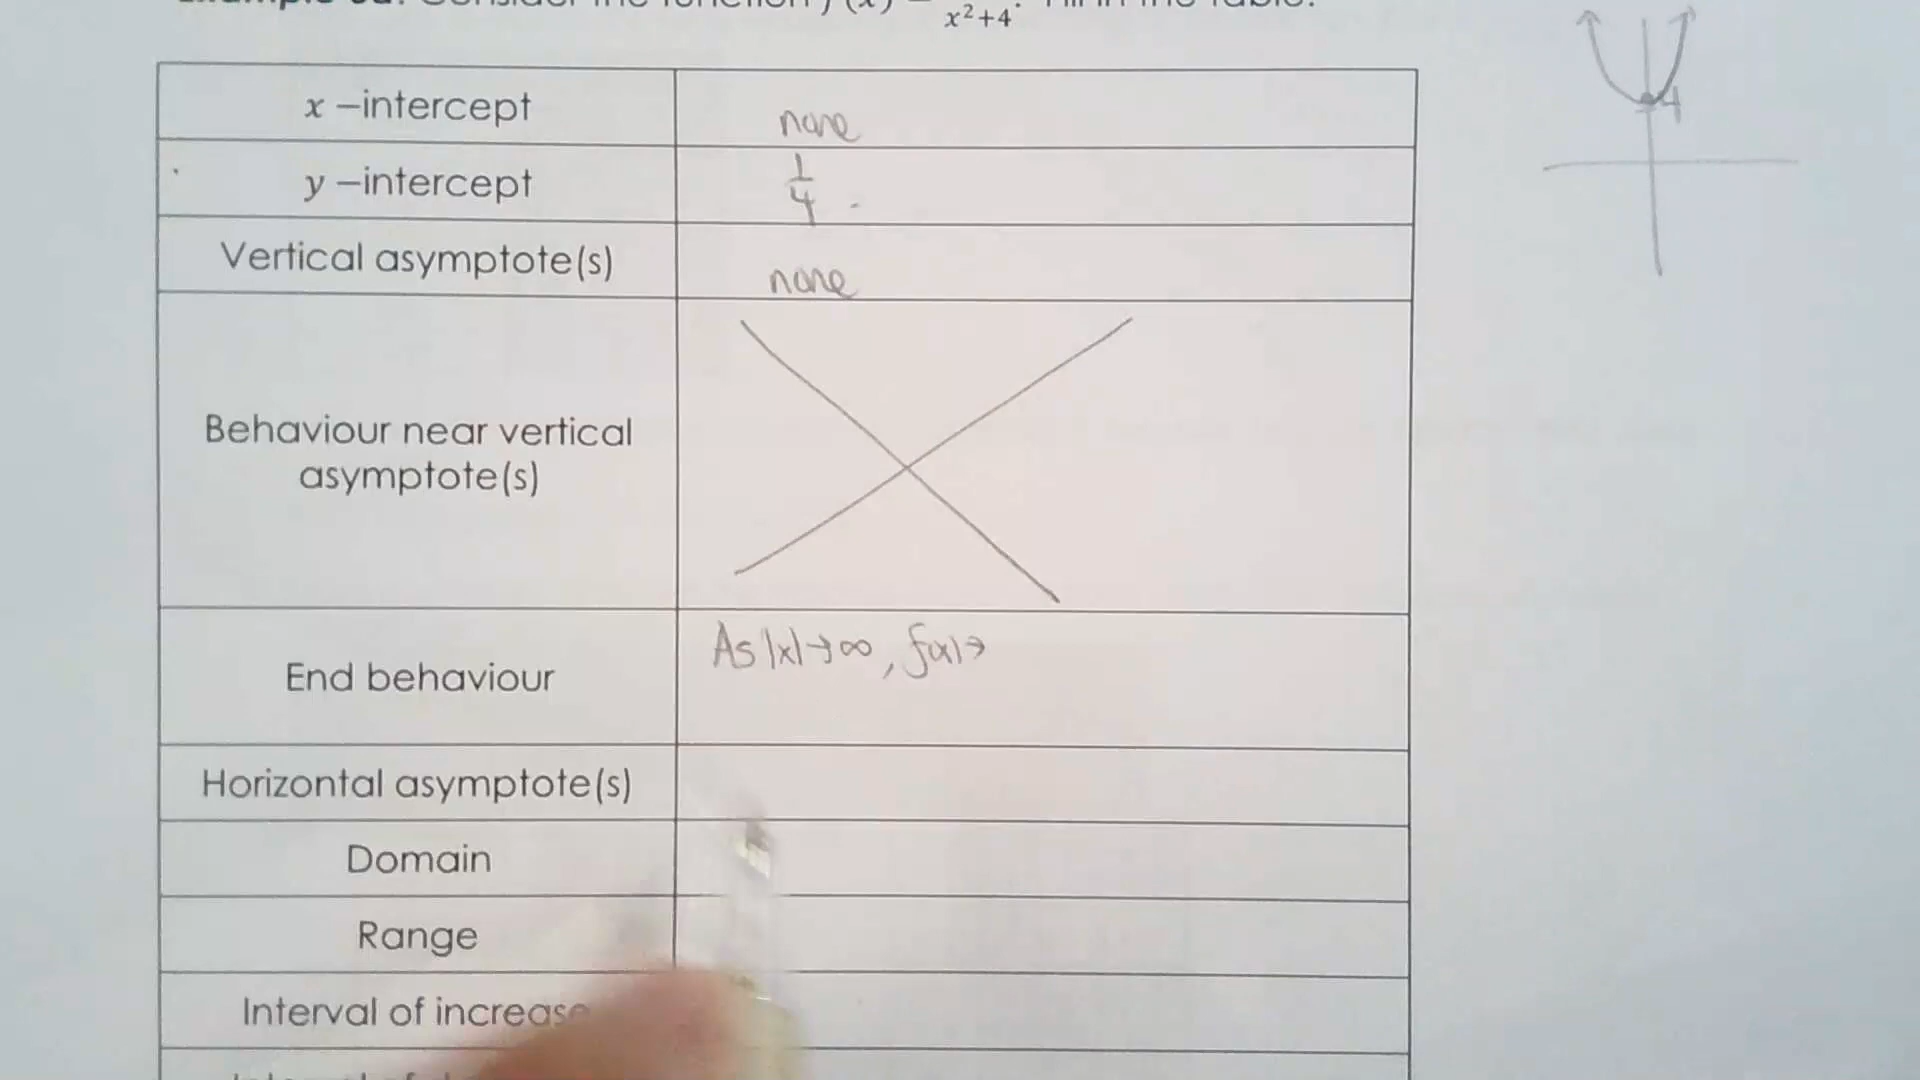 x²+4
x –intercept
none
y –intercept
1/4
Vertical asymptote(s)
none
Behaviour near vertical
asymptote(s)
End behaviour
As |x|→∞, f(x)→
Horizontal asymptote(s)
Domain
Range
Interval of increase
4